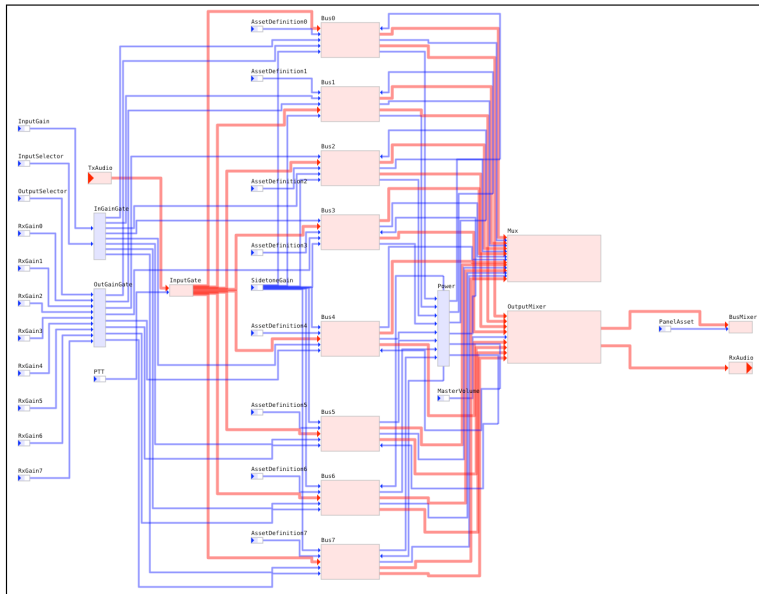 AssetDefinition0
Bus0
AssetDefinition1
Bus1
InputGain
Bus2
InputSelector
TxAudio
AssetDefinition2
OutputSelector
InGainGate
Bus3
RxGain0
Mux
AssetDefinition3
RxGain1
InputGate
SidetoneGain
Power
OutGainGate
RxGain2
OutputMixer
Bus4
PanelAsset
BusMixer
AssetDefinition4
RxGain3
RxGain4
RxAudio
PTT
MasterVolume
RxGain5
AssetDefinition5
Bus5
RxGain6
AssetDefinition6
RxGain7
Bus6
AssetDefinition7
Bus7